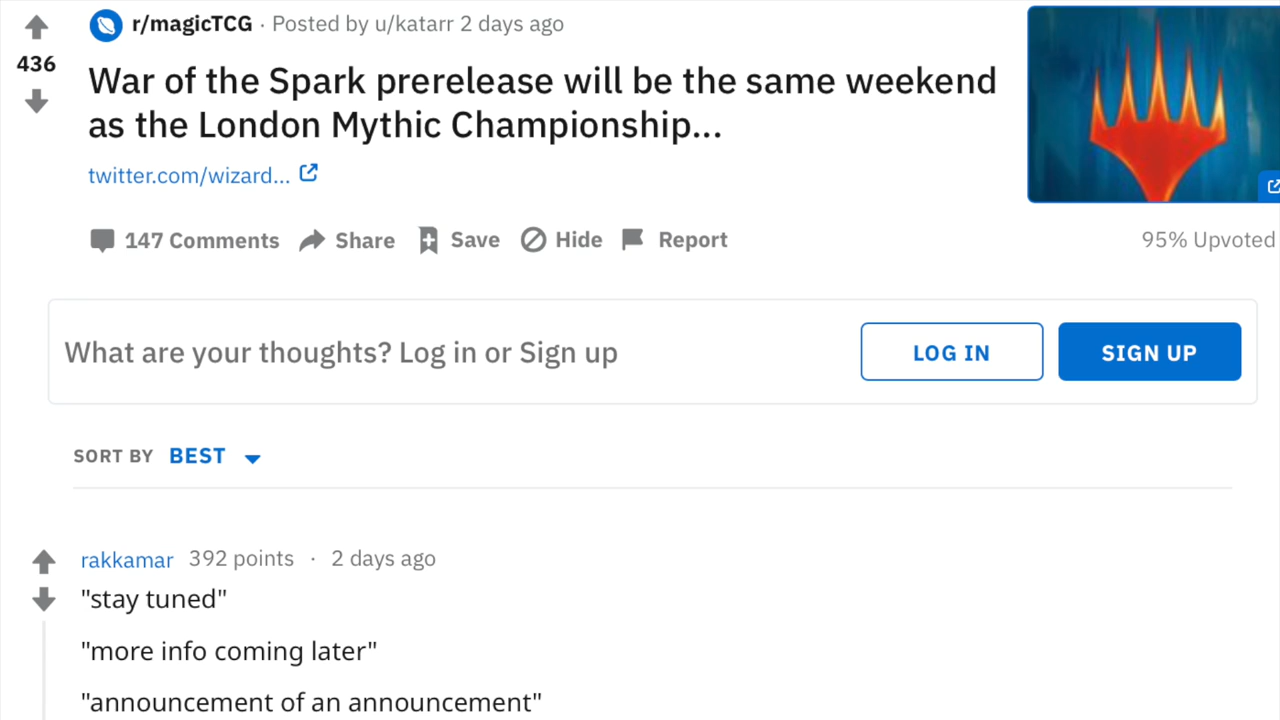 r/magicTCG · Posted by u/katarr 2 days ago
436
War of the Spark prerelease will be the same weekend
as the London Mythic Championship...
twitter.com/wizard...
147 Comments Share Save Hide Report
95% Upvoted
What are your thoughts? Log in or Sign up
LOG IN
SIGN UP
SORT BY BEST
rakkamar 392 points · 2 days ago
"stay tuned"
"more info coming later"
"announcement of an announcement"